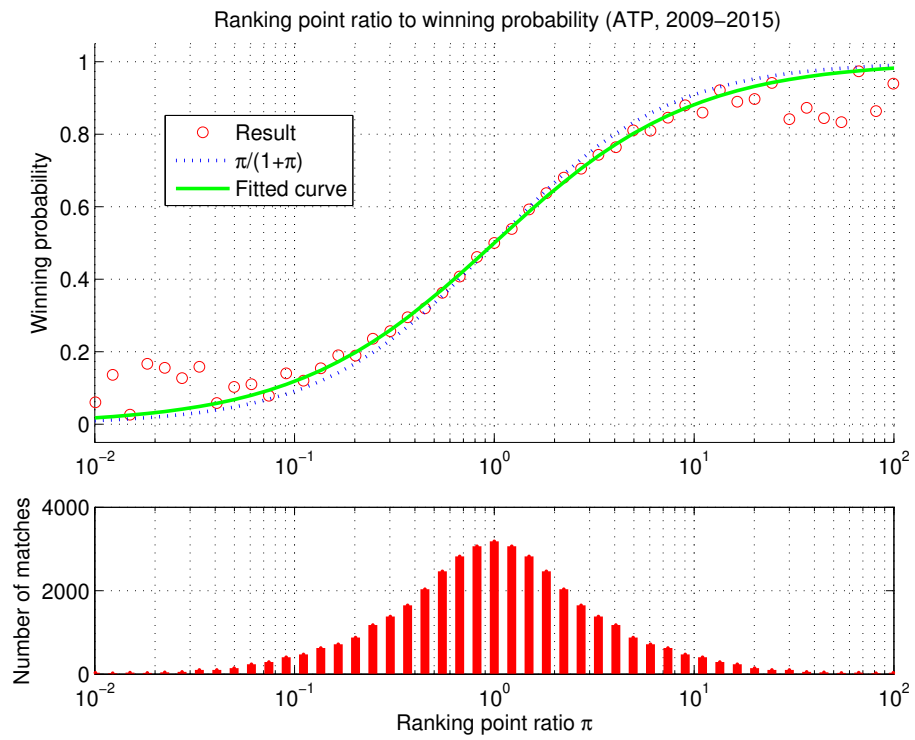 Ranking point ratio to winning probability (ATP, 2009−2015)
Winning probability
1
0.8
0.6
0.4
0.2
0
Result
π/(1+π)
Fitted curve
10⁻² 10⁻¹ 10⁰ 10¹ 10²
Number of matches
4000
2000
0
10⁻² 10⁻¹ 10⁰ 10¹ 10²
Ranking point ratio π